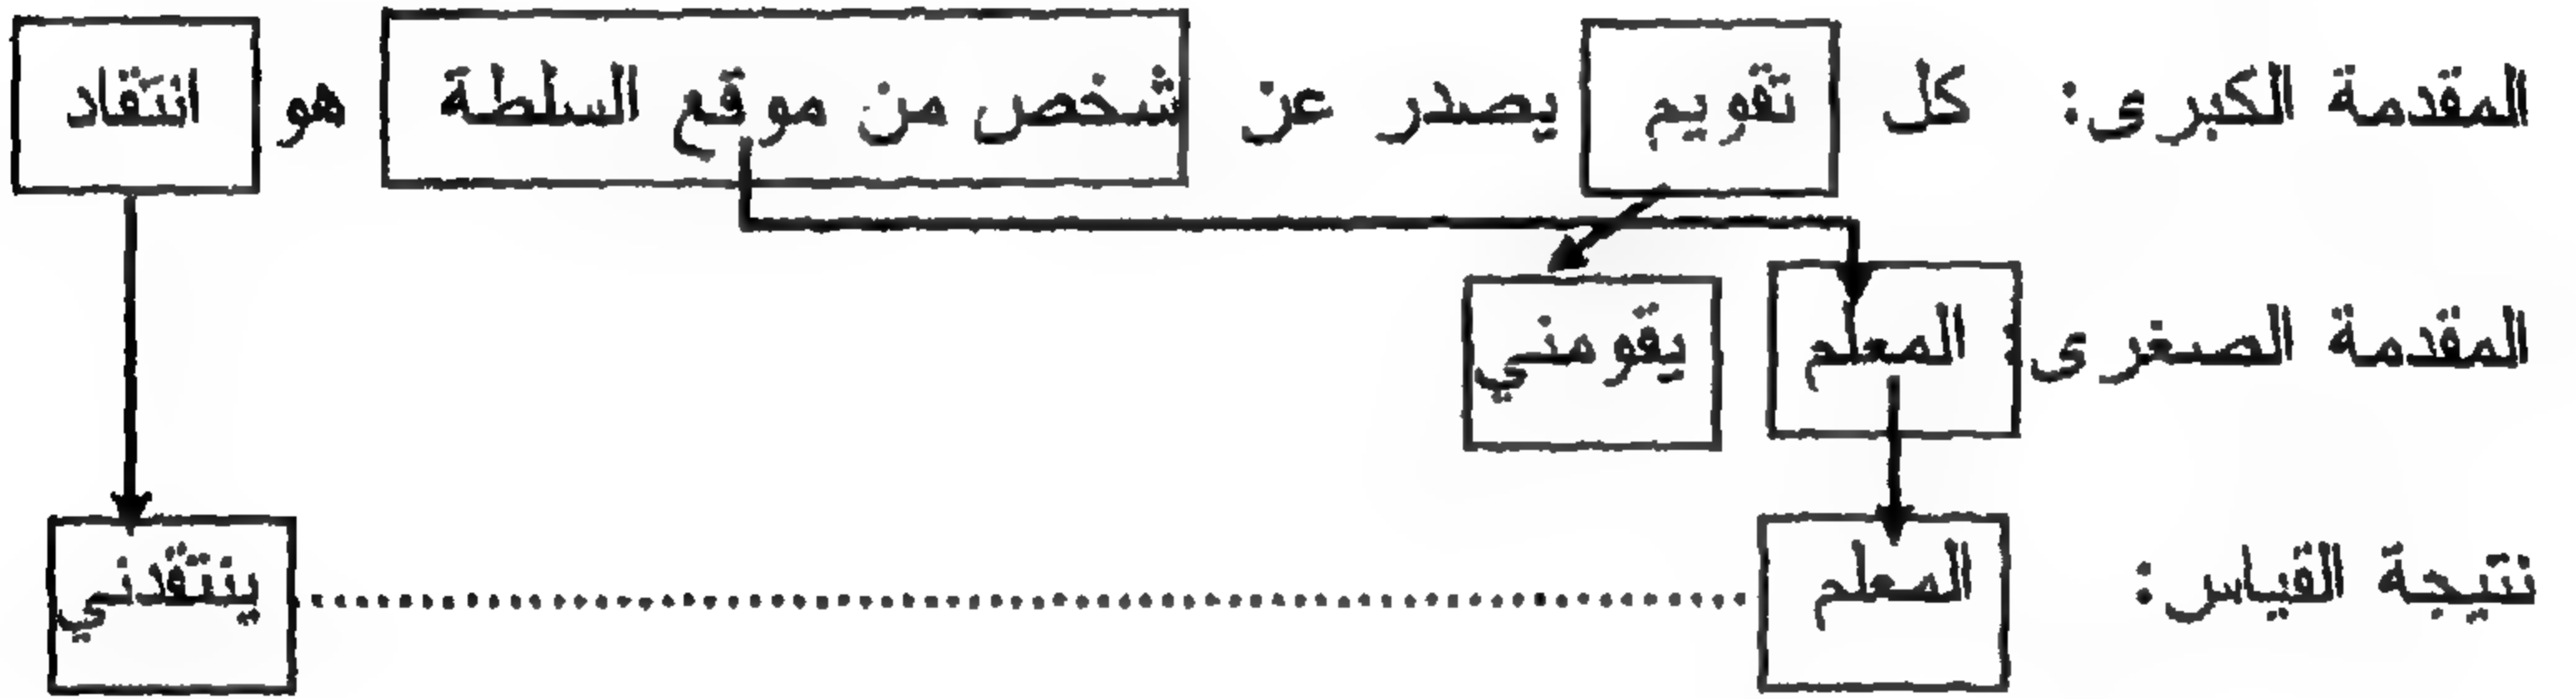 المقدمة الكبرى: كل تقويم يصدر عن شخص من موقع السلطة هو انتقاد
المقدمة الصغرى: المعلم يقومني
نتيجة القياس: المعلم ينتقدني